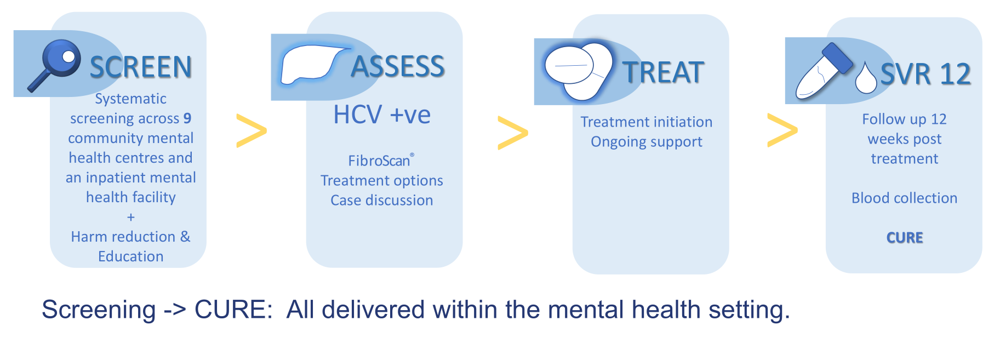 SCREEN
Systematic
screening across 9
community mental
health centres and
an inpatient mental
health facility
+
Harm reduction &
Education
>
ASSESS
HCV +ve
FibroScan®
Treatment options
Case discussion
>
TREAT
Treatment initiation
Ongoing support
>
SVR 12
Follow up 12
weeks post
treatment
Blood collection
CURE
Screening -> CURE:  All delivered within the mental health setting.